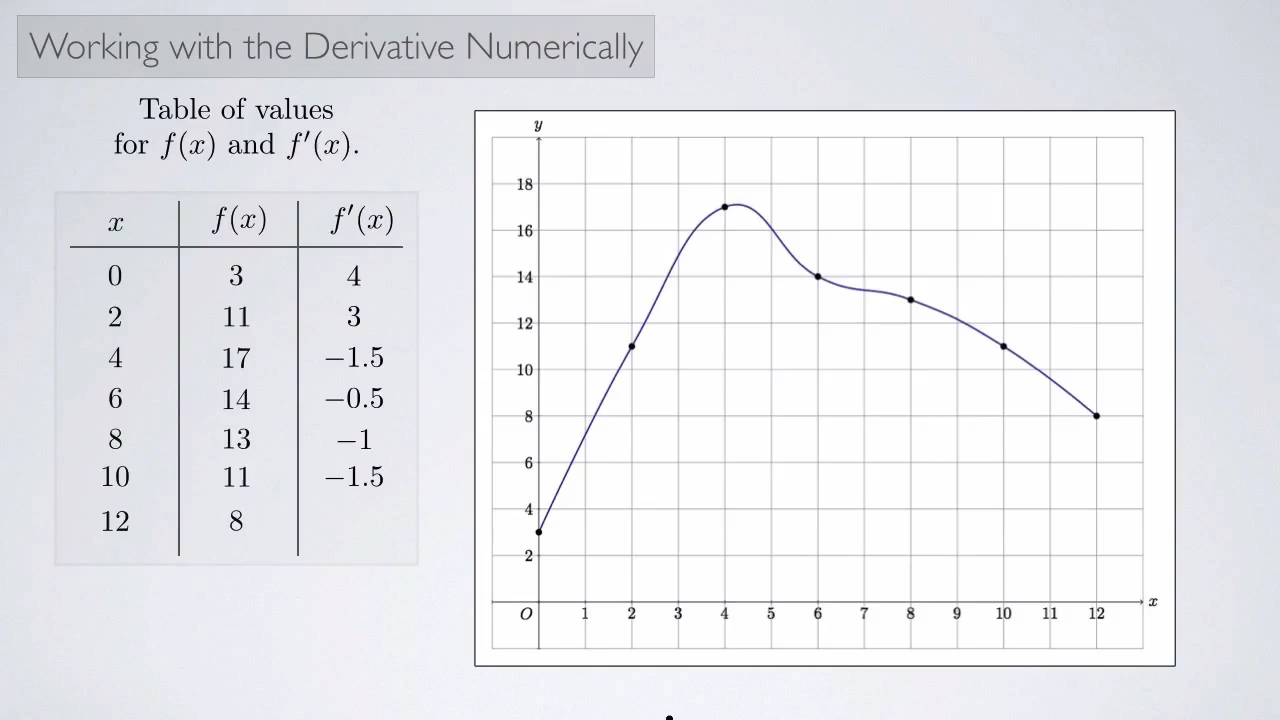 Working with the Derivative Numerically
Table of values
for f(x) and f′(x).
x f(x) f′(x)
0 3 4
2 11 3
4 17 −1.5
6 14 −0.5
8 13 −1
10 11 −1.5
12 8
y
18
16
14
12
10
8
6
4
2
O 1 2 3 4 5 6 7 8 9 10 11 12 x